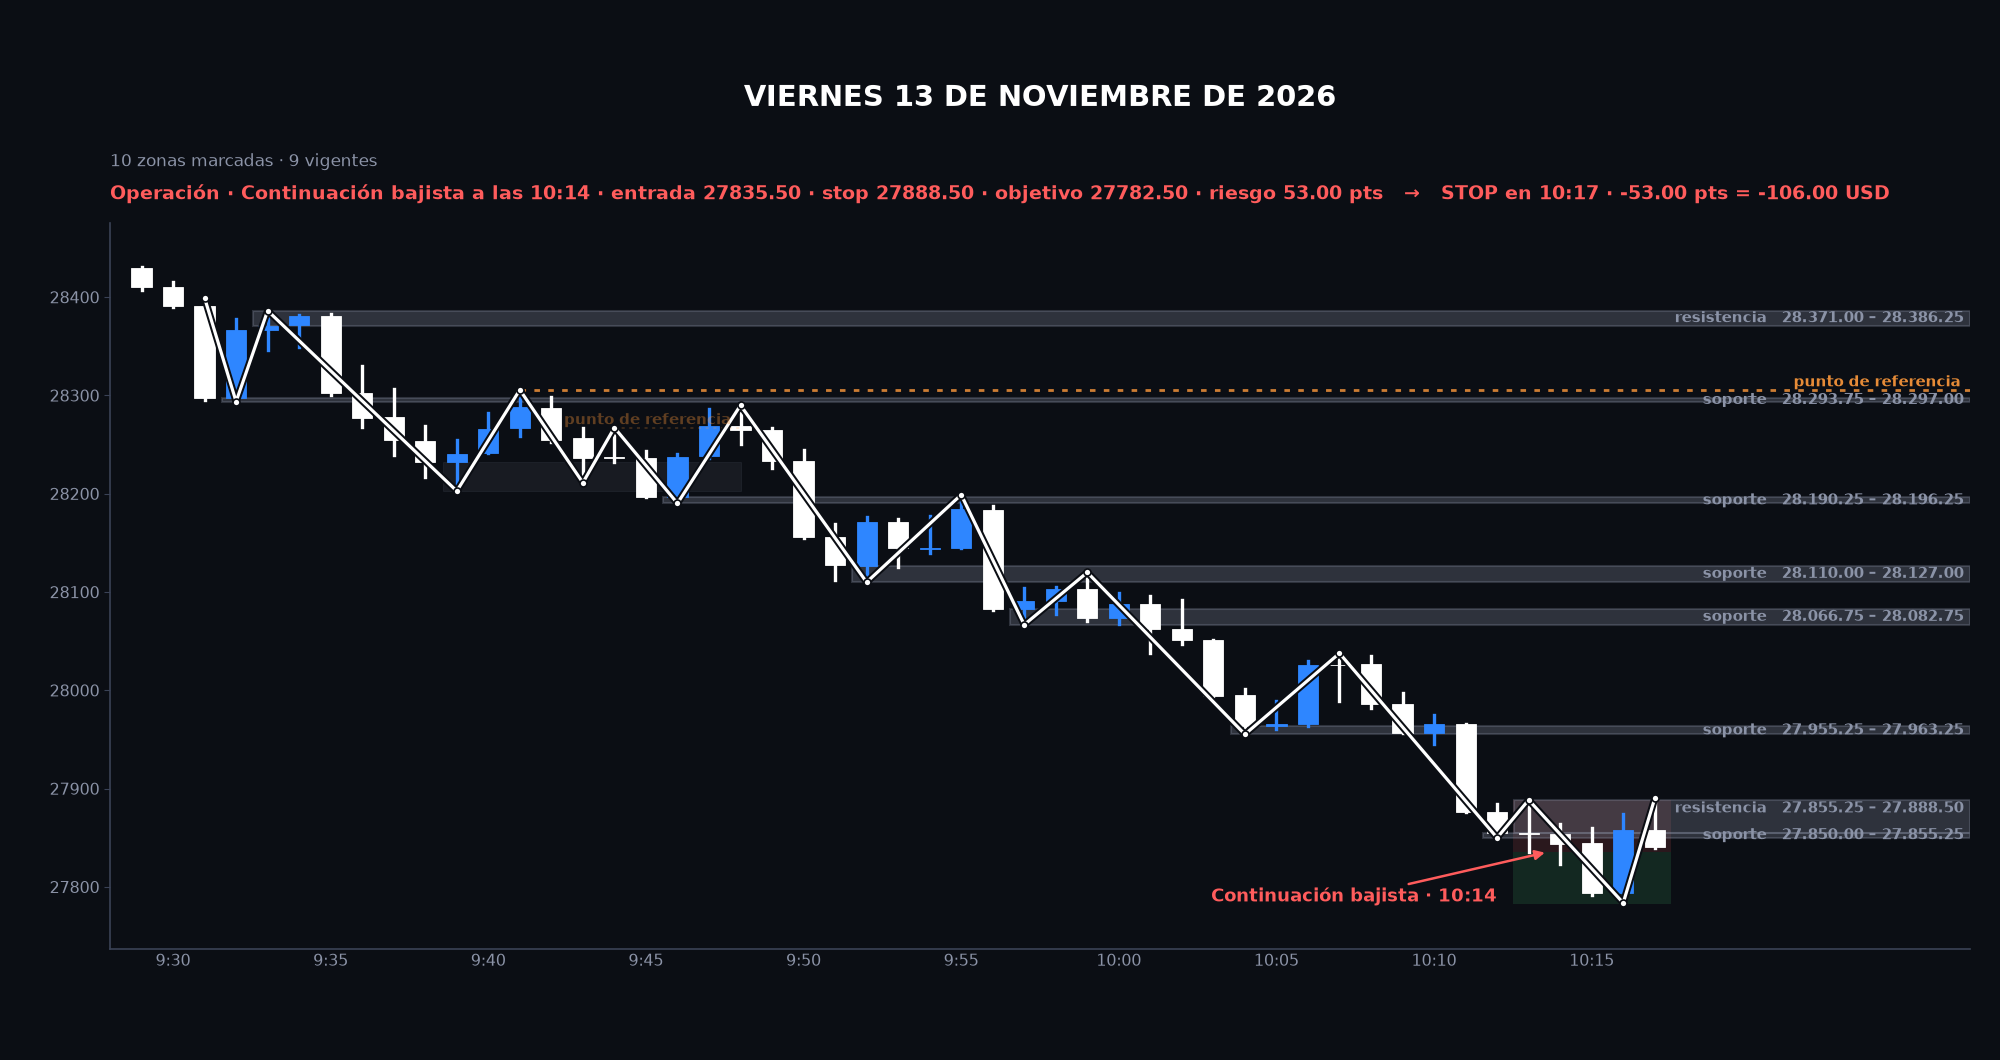 VIERNES 13 DE NOVIEMBRE DE 2026
10 zonas marcadas · 9 vigentes
Operación · Continuación bajista a las 10:14 · entrada 27835.50 · stop 27888.50 · objetivo 27782.50 · riesgo 53.00 pts → STOP en 10:17 · -53.00 pts = -106.00 USD
28400
resistencia 28.371.00 – 28.386.25
punto de referencia
28300
soporte 28.293.75 – 28.297.00
punto de referencia
28200
soporte 28.190.25 – 28.196.25
28100
soporte 28.110.00 – 28.127.00
soporte 28.066.75 – 28.082.75
28000
soporte 27.955.25 – 27.963.25
27900
resistencia 27.855.25 – 27.888.50
soporte 27.850.00 – 27.855.25
27800
Continuación bajista · 10:14
9:30 9:35 9:40 9:45 9:50 9:55 10:00 10:05 10:10 10:15